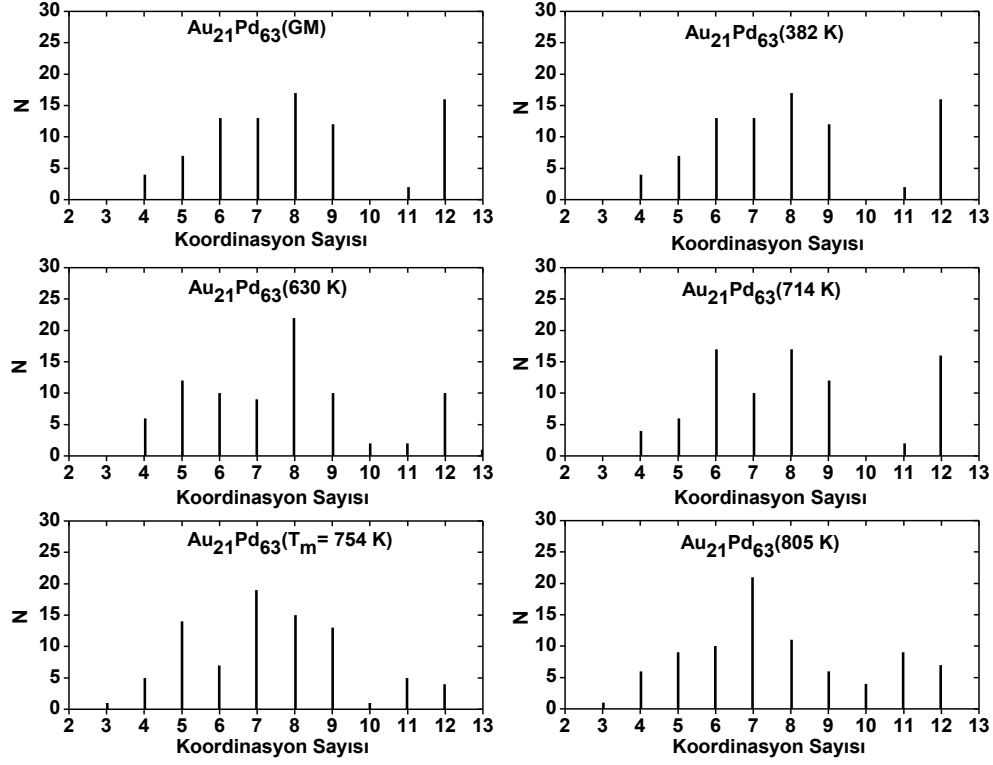 Au21Pd63(GM)
30
25
20
15
10
5
0
N
2 3 4 5 6 7 8 9 10 11 12 13
Koordinasyon Sayısı
Au21Pd63(382 K)
30
25
20
15
10
5
0
N
2 3 4 5 6 7 8 9 10 11 12 13
Koordinasyon Sayısı
Au21Pd63(630 K)
30
25
20
15
10
5
0
N
2 3 4 5 6 7 8 9 10 11 12 13
Koordinasyon Sayısı
Au21Pd63(714 K)
30
25
20
15
10
5
0
N
2 3 4 5 6 7 8 9 10 11 12 13
Koordinasyon Sayısı
Au21Pd63(Tm= 754 K)
30
25
20
15
10
5
0
N
2 3 4 5 6 7 8 9 10 11 12 13
Koordinasyon Sayısı
Au21Pd63(805 K)
30
25
20
15
10
5
0
N
2 3 4 5 6 7 8 9 10 11 12 13
Koordinasyon Sayısı